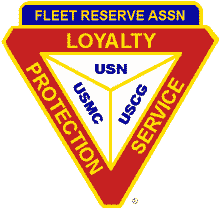 FLEET RESERVE ASSN
LOYALTY
PROTECTION
SERVICE
USN
USMC
USCG
®